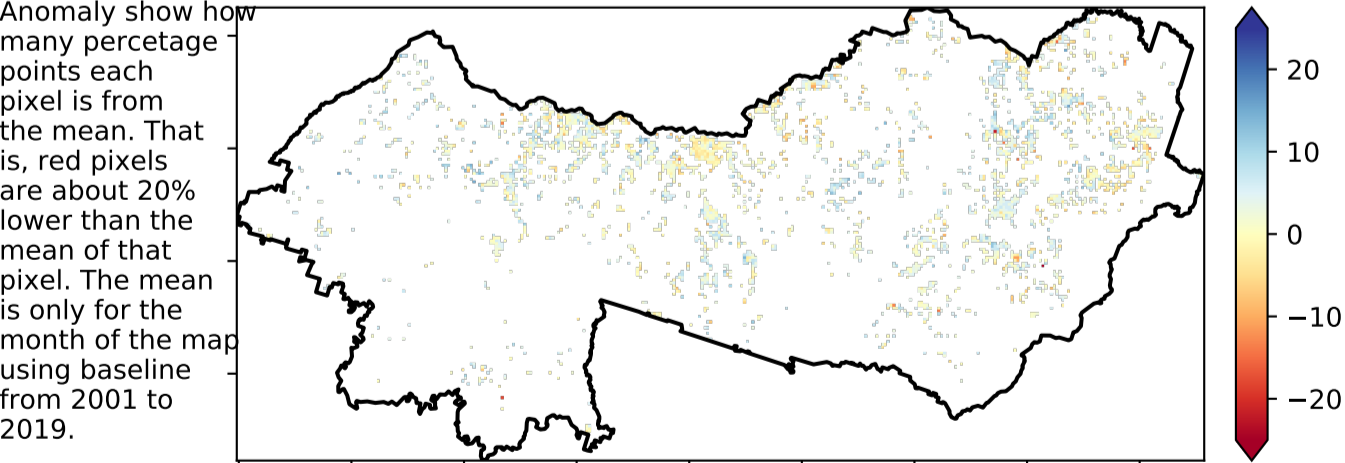 Anomaly show how
many percetage
points each
pixel is from
the mean. That
is, red pixels
are about 20%
lower than the
mean of that
pixel. The mean
is only for the
month of the map
using baseline
from 2001 to
2019.
20
10
0
−10
−20